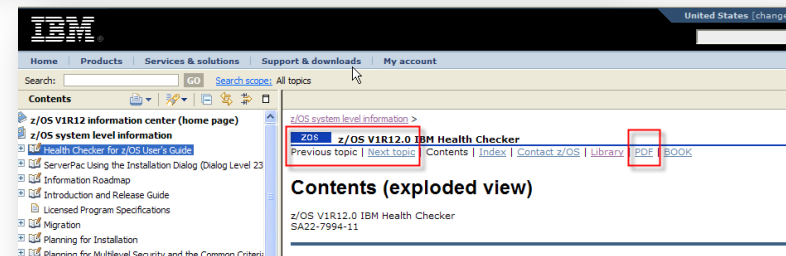 United States [change
IBM
Home | Products | Services & solutions | Support & downloads | My account
Search: GO Search scope: All topics
Contents
z/OS V1R12 information center (home page)
z/OS system level information
Health Checker for z/OS User's Guide
ServerPac Using the Installation Dialog (Dialog Level 23
Information Roadmap
Introduction and Release Guide
Licensed Program Specifications
Migration
Planning for Installation
Planning for Multilevel Security and the Common Criteria
z/OS system level information >
ZOS z/OS V1R12.0 IBM Health Checker
Previous topic | Next topic | Contents | Index | Contact z/OS | Library | PDF | BOOK
Contents (exploded view)
z/OS V1R12.0 IBM Health Checker
SA22-7994-11